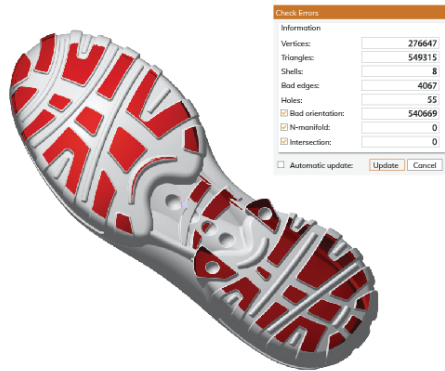 Check Errors
Information
Vertices: 276647
Triangles: 549315
Shells: 8
Bad edges: 4067
Holes: 55
Bad orientation: 540669
N-manifold: 0
Intersection: 0
Automatic update: Update Cancel